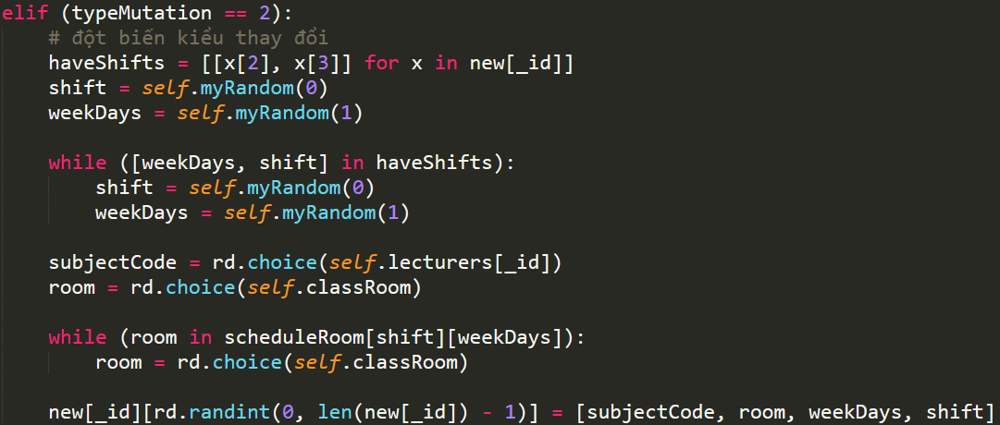 elif (typeMutation == 2):
    # đột biến kiểu thay đổi
    haveShifts = [[x[2], x[3]] for x in new[_id]]
    shift = self.myRandom(0)
    weekDays = self.myRandom(1)

    while ([weekDays, shift] in haveShifts):
        shift = self.myRandom(0)
        weekDays = self.myRandom(1)

    subjectCode = rd.choice(self.lecturers[_id])
    room = rd.choice(self.classRoom)

    while (room in scheduleRoom[shift][weekDays]):
        room = rd.choice(self.classRoom)

    new[_id][rd.randint(0, len(new[_id]) - 1)] = [subjectCode, room, weekDays, shift]